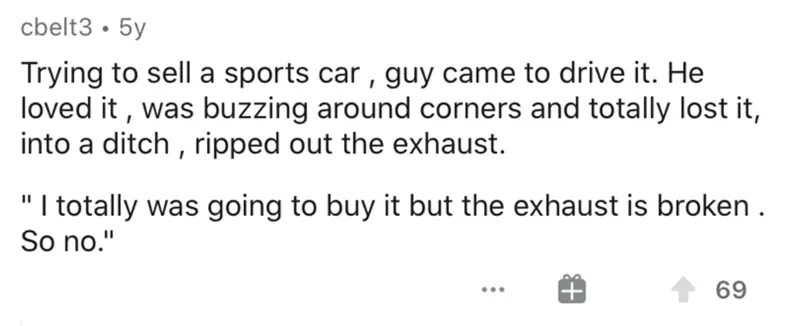 cbelt3 • 5y
Trying to sell a sports car , guy came to drive it. He
loved it , was buzzing around corners and totally lost it,
into a ditch , ripped out the exhaust.
" I totally was going to buy it but the exhaust is broken .
So no."
... 69